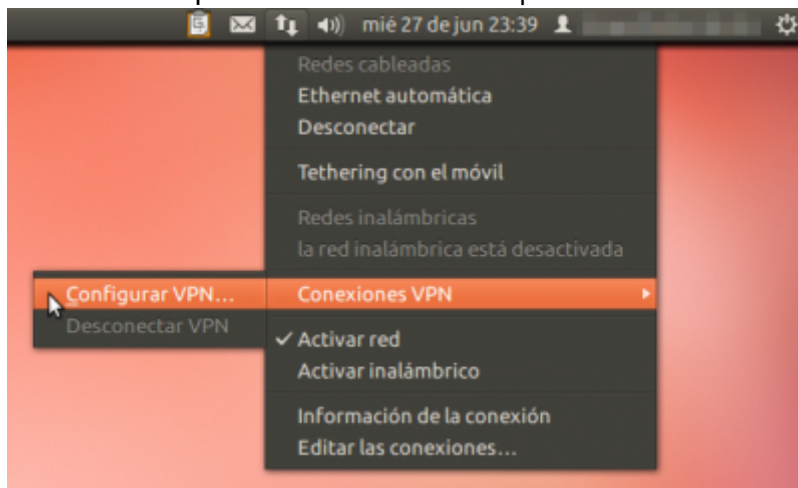 mié 27 de jun 23:39
Redes cableadas
Ethernet automática
Desconectar
Tethering con el móvil
Redes inalámbricas
la red inalámbrica está desactivada
Configurar VPN...
Conexiones VPN
Desconectar VPN
Activar red
Activar inalámbrico
Información de la conexión
Editar las conexiones...